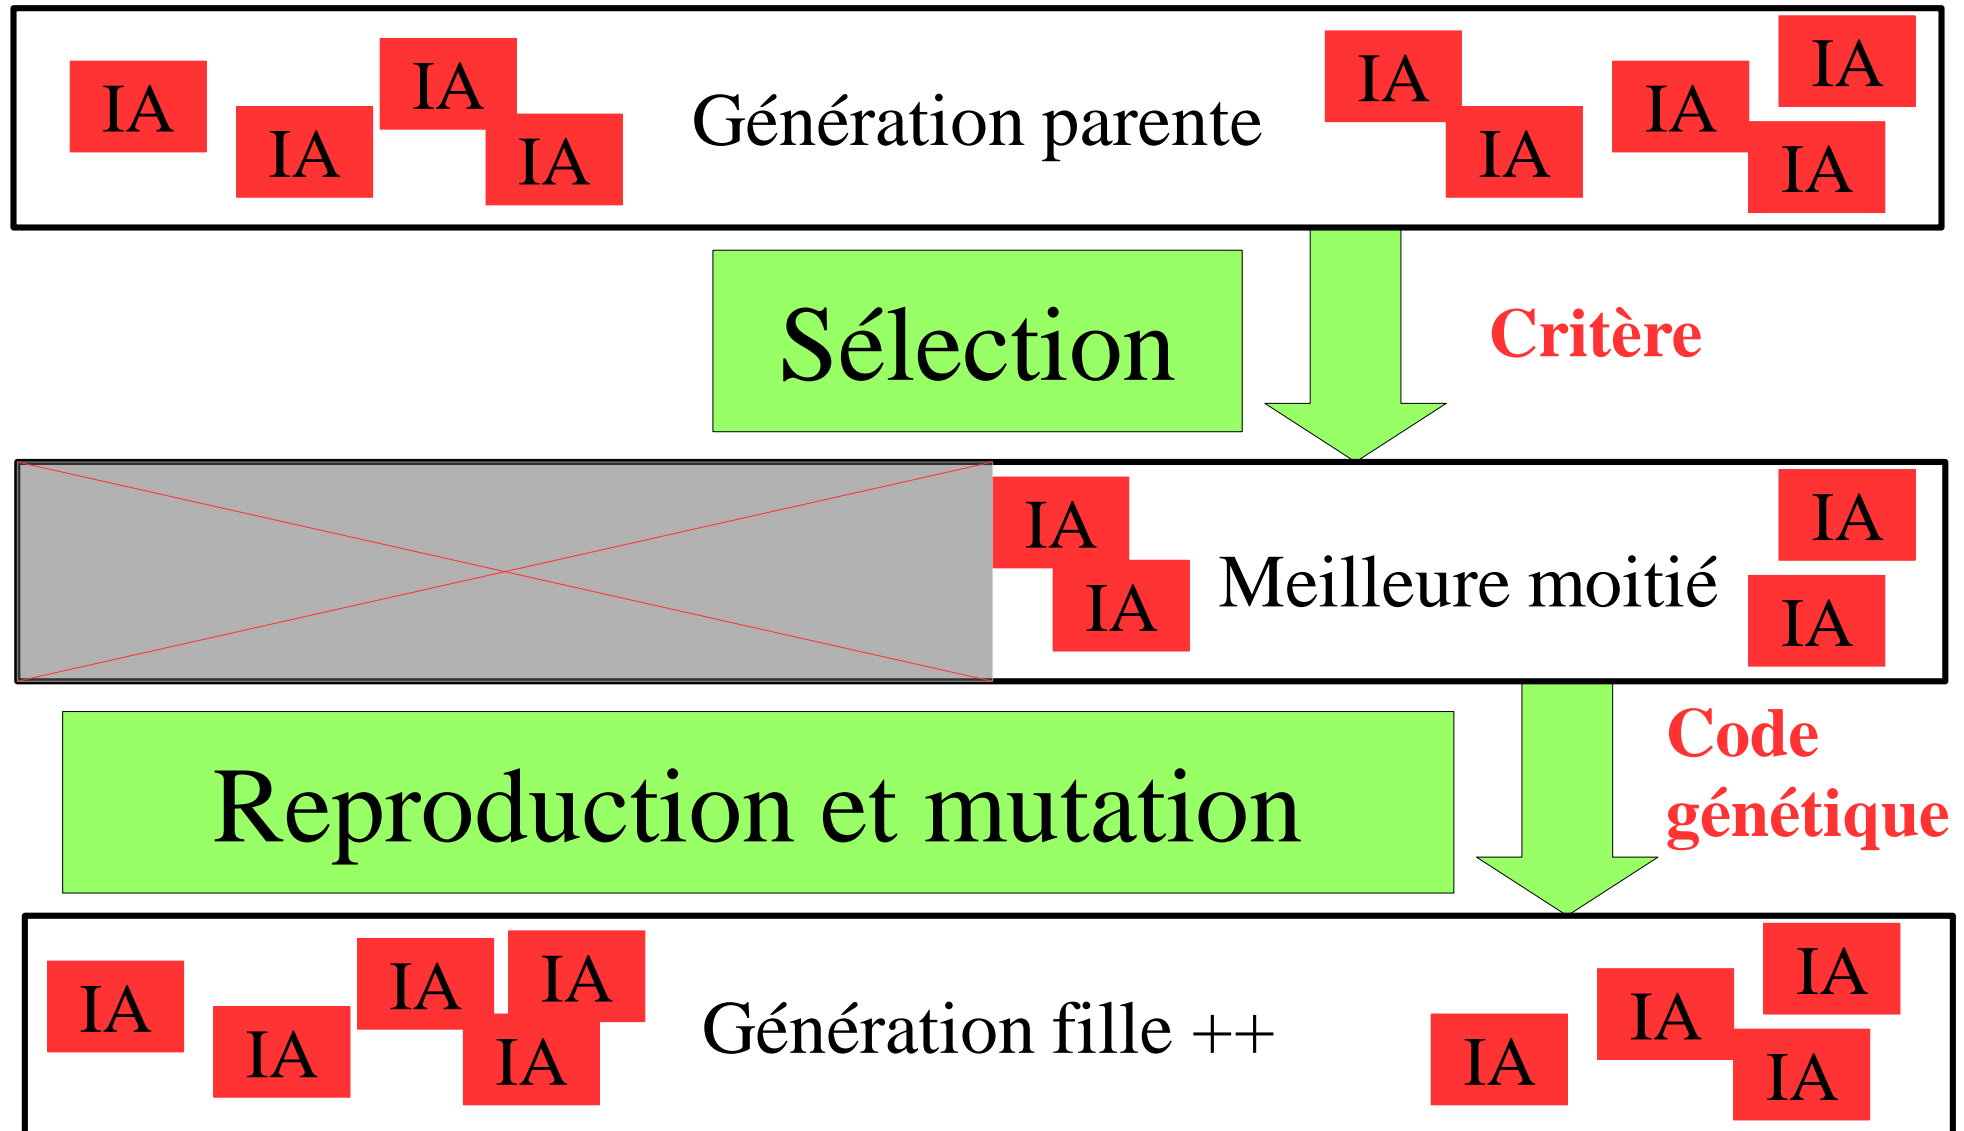 IA IA IA IA Génération parente IA IA IA IA IA
Sélection
Critère
IA IA Meilleure moitié IA IA
Reproduction et mutation
Code
génétique
IA IA IA IA IA Génération fille ++ IA IA IA IA